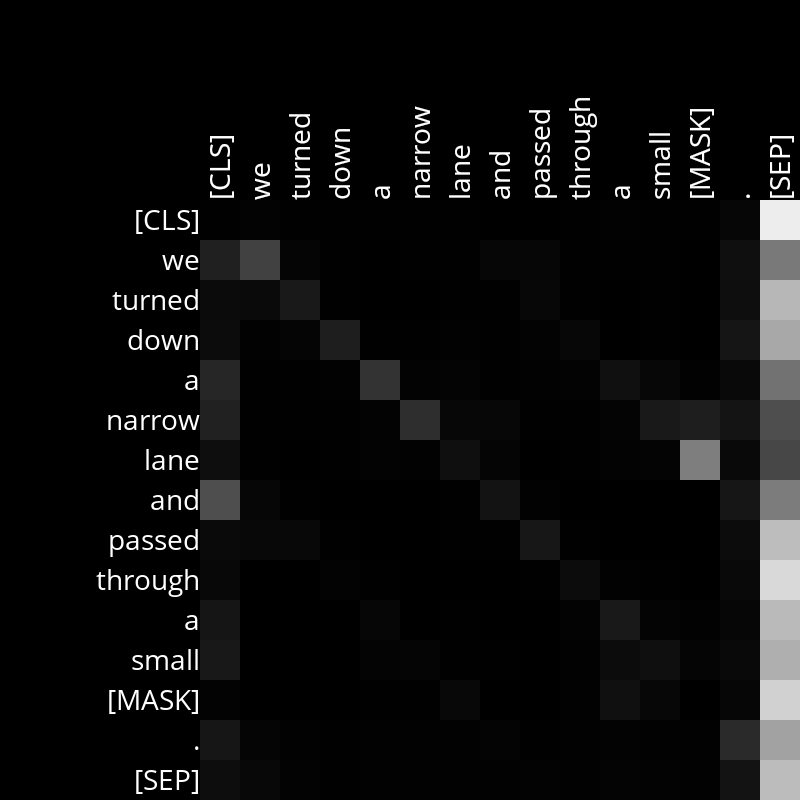 [CLS] we turned down a narrow lane and passed through a small [MASK] . [SEP]
[CLS]
we
turned
down
a
narrow
lane
and
passed
through
a
small
[MASK]
.
[SEP]